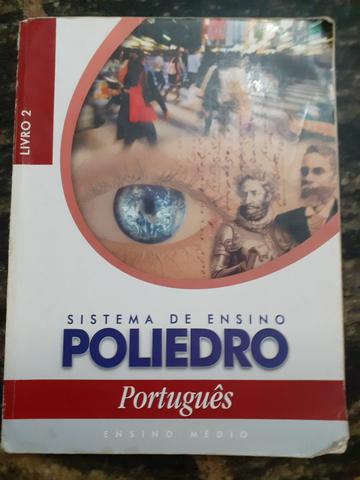 LIVRO 2
SISTEMA DE ENSINO
POLIEDRO
Português
ENSINO MÉDIO